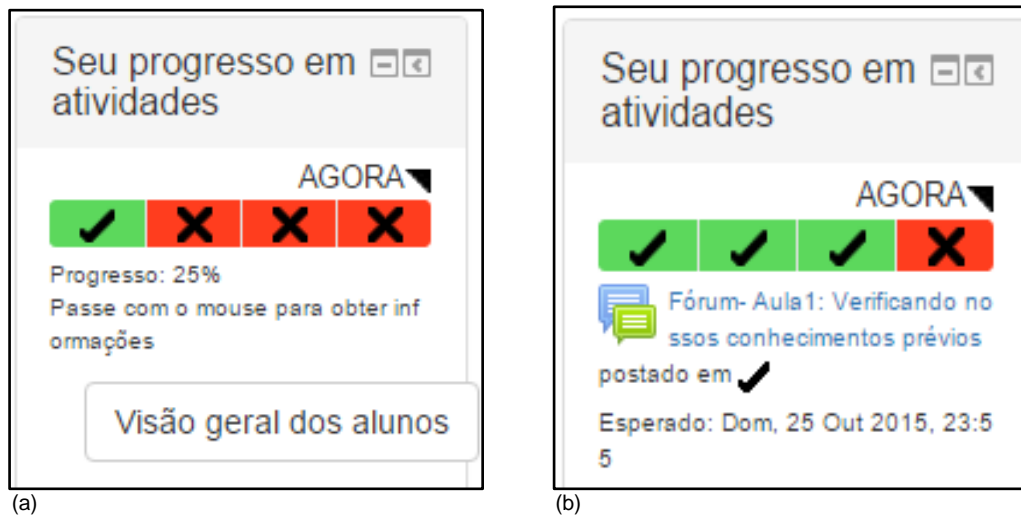 Seu progresso em
atividades
AGORA
Progresso: 25%
Passe com o mouse para obter inf
ormações
Visão geral dos alunos
(a)
Seu progresso em
atividades
AGORA
Fórum- Aula1: Verificando no
ssos conhecimentos prévios
postado em
Esperado: Dom, 25 Out 2015, 23:5
5
(b)